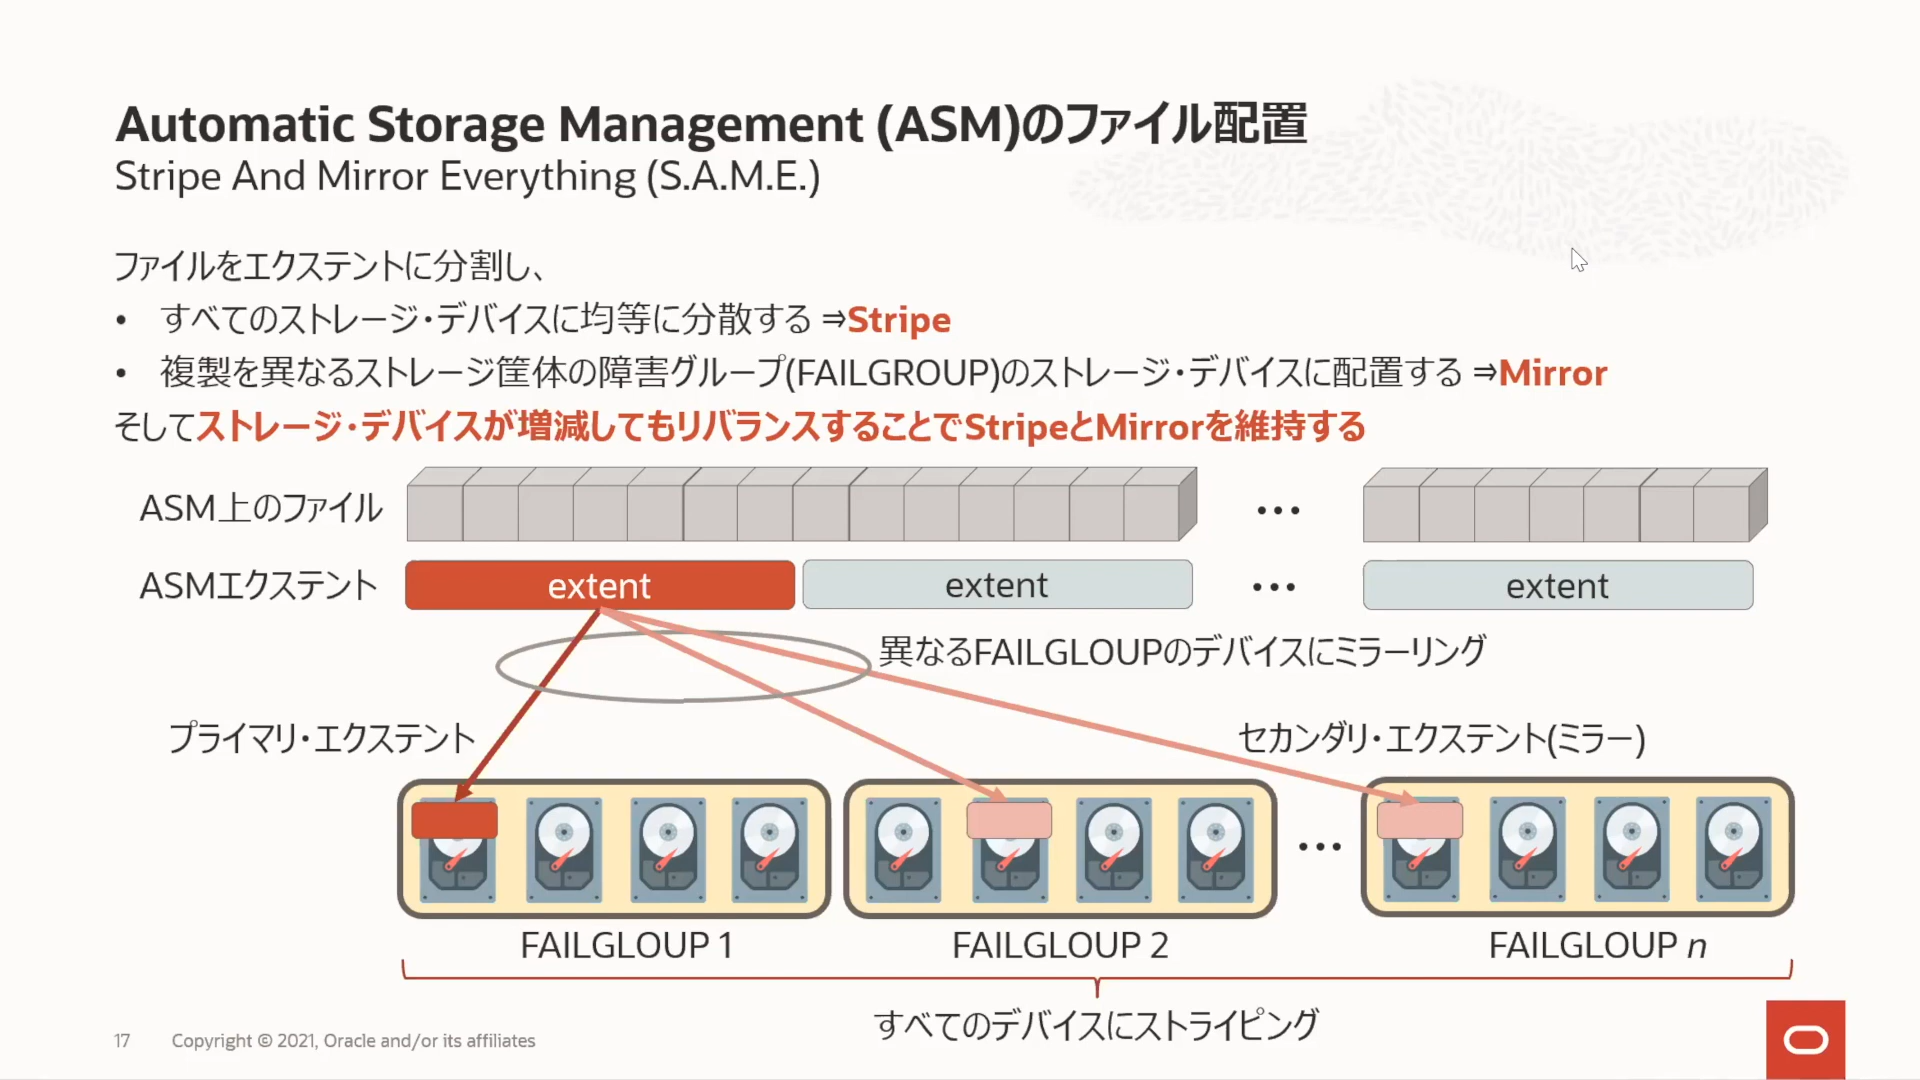 Automatic Storage Management (ASM)のファイル配置
Stripe And Mirror Everything (S.A.M.E.)
ファイルをエクステントに分割し、
• すべてのストレージ・デバイスに均等に分散する ⇒Stripe
• 複製を異なるストレージ筐体の障害グループ(FAILGROUP)のストレージ・デバイスに配置する ⇒Mirror
そしてストレージ・デバイスが増減してもリバランスすることでStripeとMirrorを維持する
ASM上のファイル
•••
ASMエクステント
extent
extent
•••
extent
異なるFAILGLOUPのデバイスにミラーリング
プライマリ・エクステント
セカンダリ・エクステント(ミラー)
•••
FAILGLOUP 1
FAILGLOUP 2
FAILGLOUP n
すべてのデバイスにストライピング
17 Copyright © 2021, Oracle and/or its affiliates